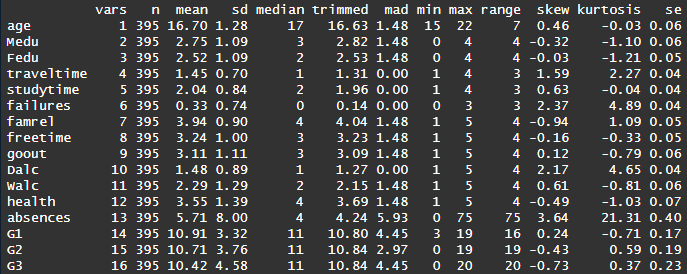 vars n mean sd median trimmed mad min max range skew kurtosis se
age 1 395 16.70 1.28 17 16.63 1.48 15 22 7 0.46 -0.03 0.06
Medu 2 395 2.75 1.09 3 2.82 1.48 0 4 4 -0.32 -1.10 0.06
Fedu 3 395 2.52 1.09 2 2.53 1.48 0 4 4 -0.03 -1.21 0.05
traveltime 4 395 1.45 0.70 1 1.31 0.00 1 4 3 1.59 2.27 0.04
studytime 5 395 2.04 0.84 2 1.96 0.00 1 4 3 0.63 -0.04 0.04
failures 6 395 0.33 0.74 0 0.14 0.00 0 3 3 2.37 4.89 0.04
famrel 7 395 3.94 0.90 4 4.04 1.48 1 5 4 -0.94 1.09 0.05
freetime 8 395 3.24 1.00 3 3.23 1.48 1 5 4 -0.16 -0.33 0.05
goout 9 395 3.11 1.11 3 3.09 1.48 1 5 4 0.12 -0.79 0.06
Dalc 10 395 1.48 0.89 1 1.27 0.00 1 5 4 2.17 4.65 0.04
Walc 11 395 2.29 1.29 2 2.15 1.48 1 5 4 0.61 -0.81 0.06
health 12 395 3.55 1.39 4 3.69 1.48 1 5 4 -0.49 -1.03 0.07
absences 13 395 5.71 8.00 4 4.24 5.93 0 75 75 3.64 21.31 0.40
G1 14 395 10.91 3.32 11 10.80 4.45 3 19 16 0.24 -0.71 0.17
G2 15 395 10.71 3.76 11 10.84 2.97 0 19 19 -0.43 0.59 0.19
G3 16 395 10.42 4.58 11 10.84 4.45 0 20 20 -0.73 0.37 0.23